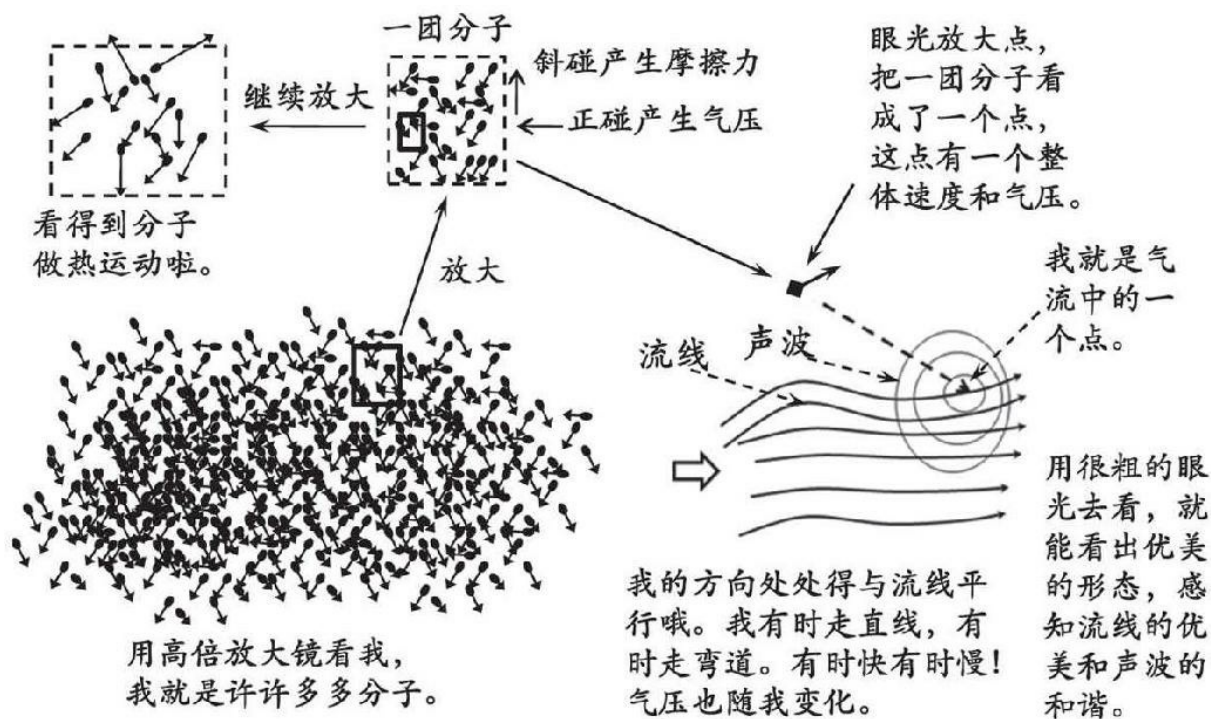 一团分子
斜碰产生摩擦力
继续放大
正碰产生气压
眼光放大点，
把一团分子看
成了一个点，
这点有一个整
体速度和气压。
看得到分子
做热运动啦。
放大
我就是气
流中的一
个点。
声波
流线
用很粗的眼
光去看，就
能看出优美
的形态，感
知流线的优
美和声波的
和谐。
我的方向处处得与流线平
行哦。我有时走直线，有
时走弯道。有时快有时慢！
气压也随我变化。
用高倍放大镜看我，
我就是许许多多分子。